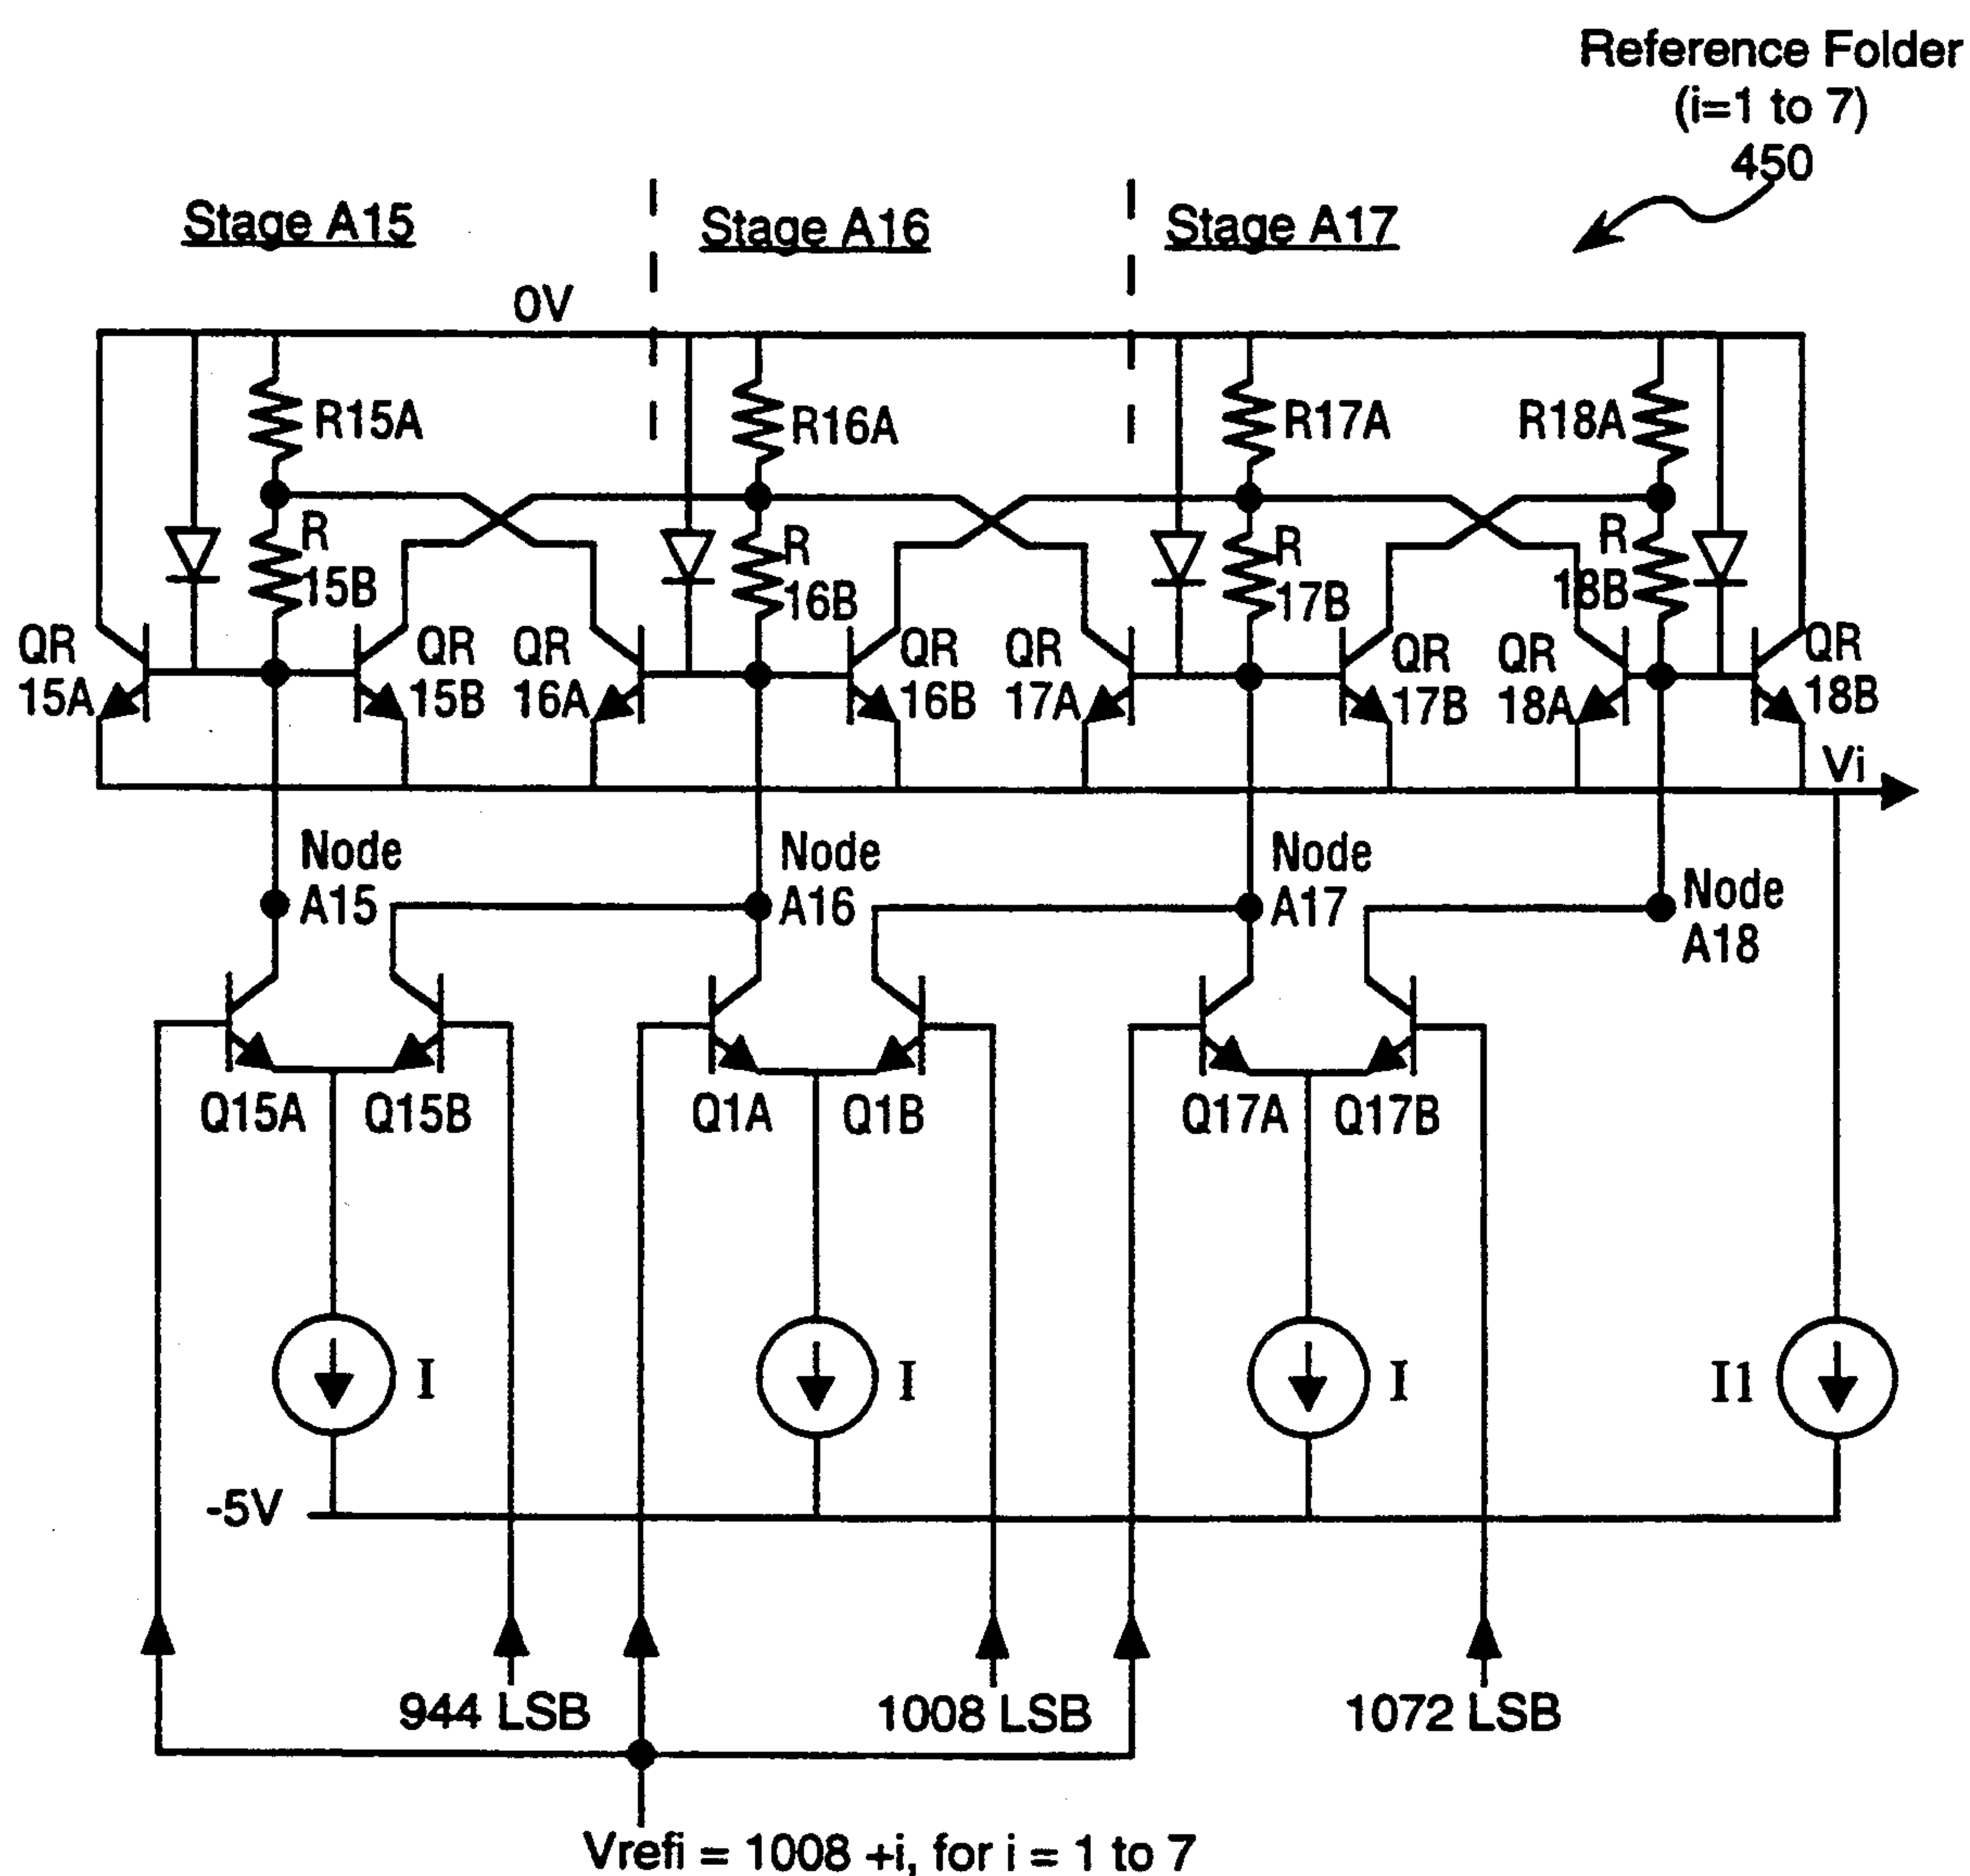 Reference Folder
(i=1 to 7)
450
Stage A15
Stage A16
Stage A17
0V
R15A
R16A
R17A
R18A
R
15B
R
16B
R
17B
R
18B
QR
15A
QR
15B
QR
16A
QR
16B
QR
17A
QR
17B
QR
18A
QR
18B
Vi
Node
A15
Node
A16
Node
A17
Node
A18
Q15A
Q15B
Q1A
Q1B
Q17A
Q17B
I
I
I
I1
-5V
944 LSB
1008 LSB
1072 LSB
Vrefi = 1008 +i, for i = 1 to 7